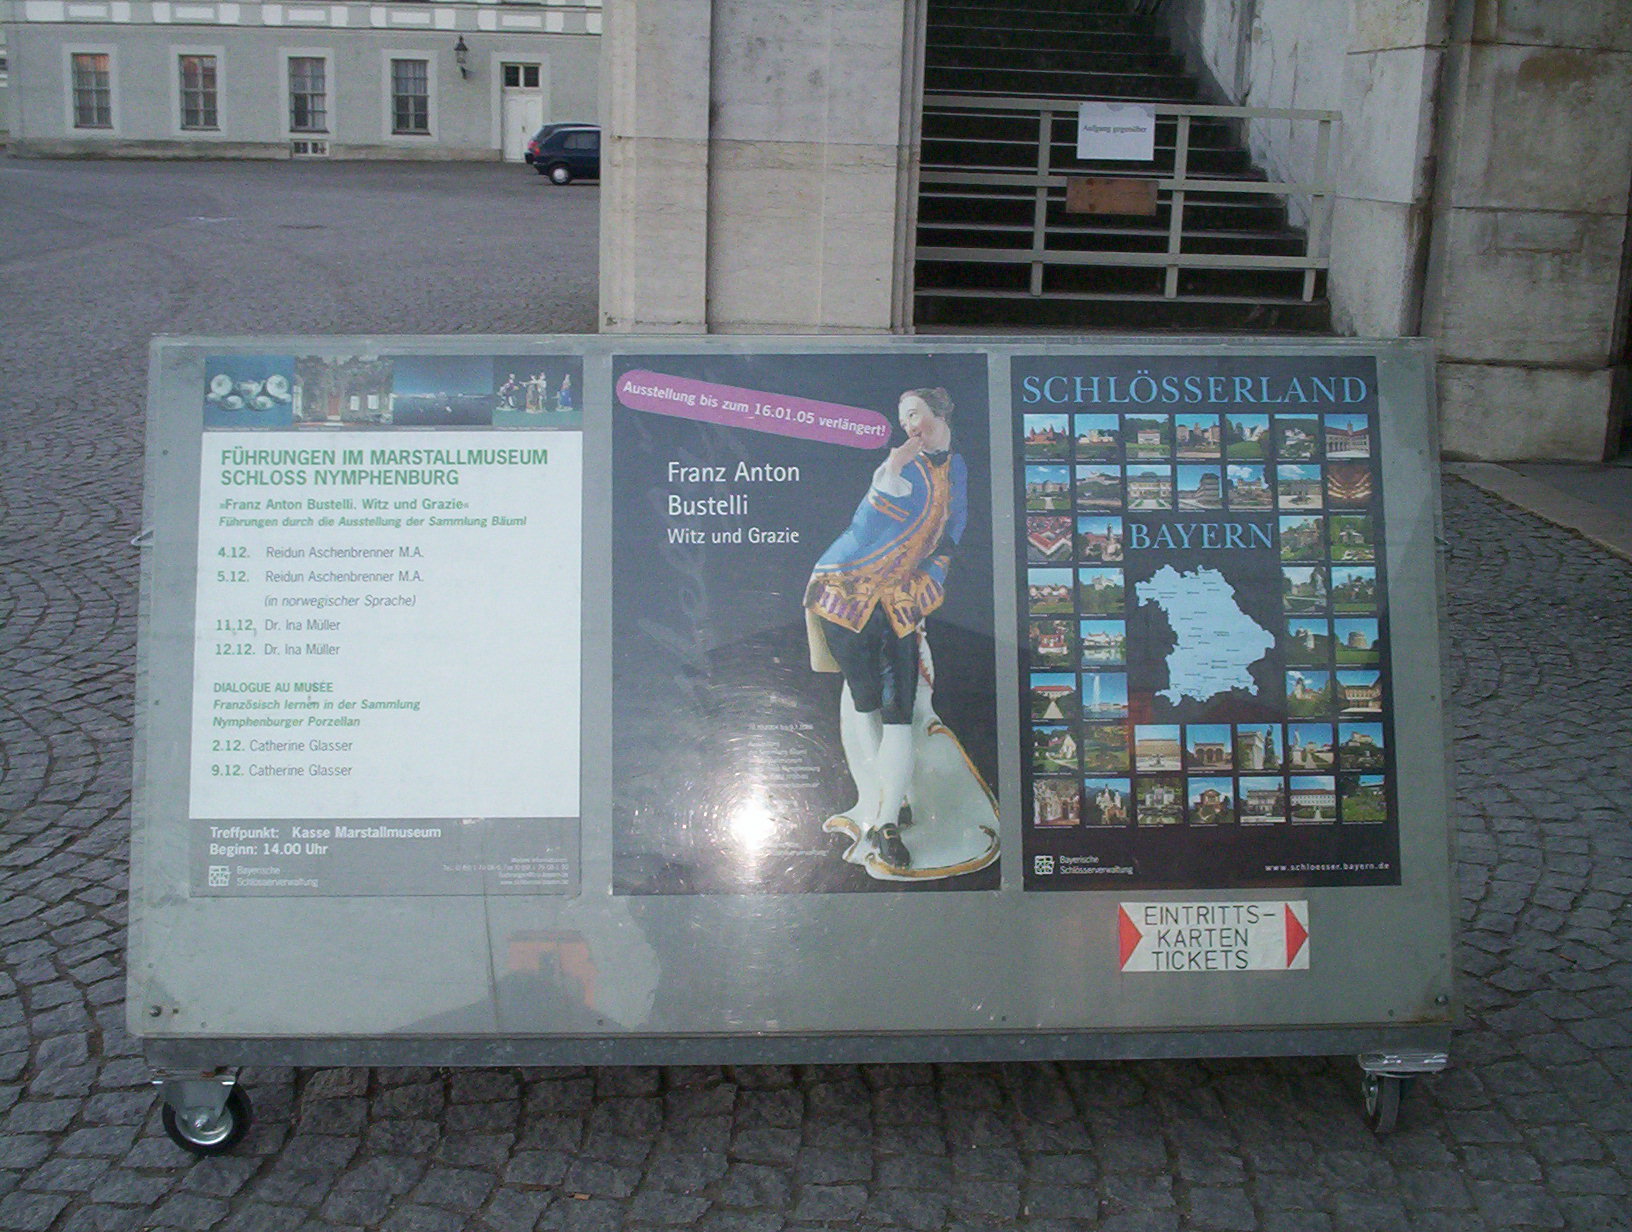 Aufgang gegenüber
FÜHRUNGEN IM MARSTALLMUSEUM
SCHLOSS NYMPHENBURG
»Franz Anton Bustelli. Witz und Grazie«
Führungen durch die Ausstellung der Sammlung Bäuml
4.12. Reidun Aschenbrenner M.A.
5.12. Reidun Aschenbrenner M.A.
(in norwegischer Sprache)
11.12. Dr. Ina Müller
12.12. Dr. Ina Müller
DIALOGUE AU MUSÉE
Französisch lernen in der Sammlung
Nymphenburger Porzellan
2.12. Catherine Glasser
9.12. Catherine Glasser
Treffpunkt: Kasse Marstallmuseum
Beginn: 14.00 Uhr
Bayerische
Schlösserverwaltung
Ausstellung bis zum 16.01.05 verlängert!
Franz Anton
Bustelli
Witz und Grazie
SCHLÖSSERLAND
BAYERN
Bayerische
Schlösserverwaltung
www.schloesser.bayern.de
EINTRITTS-
KARTEN
TICKETS